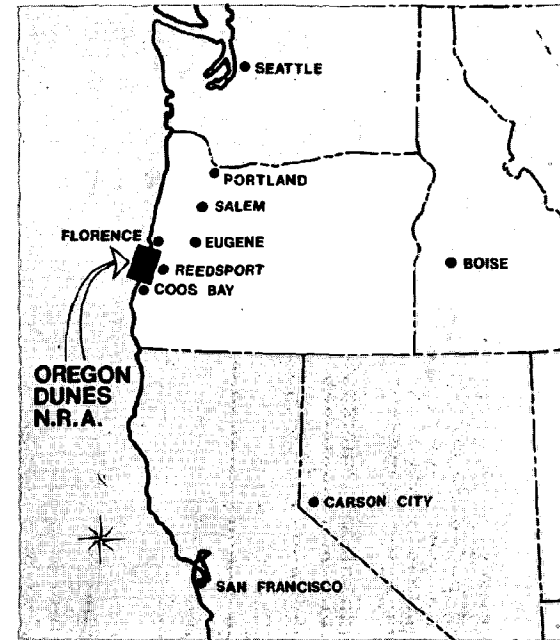 SEATTLE
PORTLAND
SALEM
FLORENCE
EUGENE
REEDSPORT
BOISE
COOS BAY
OREGON
DUNES
N.R.A.
CARSON CITY
SAN FRANCISCO